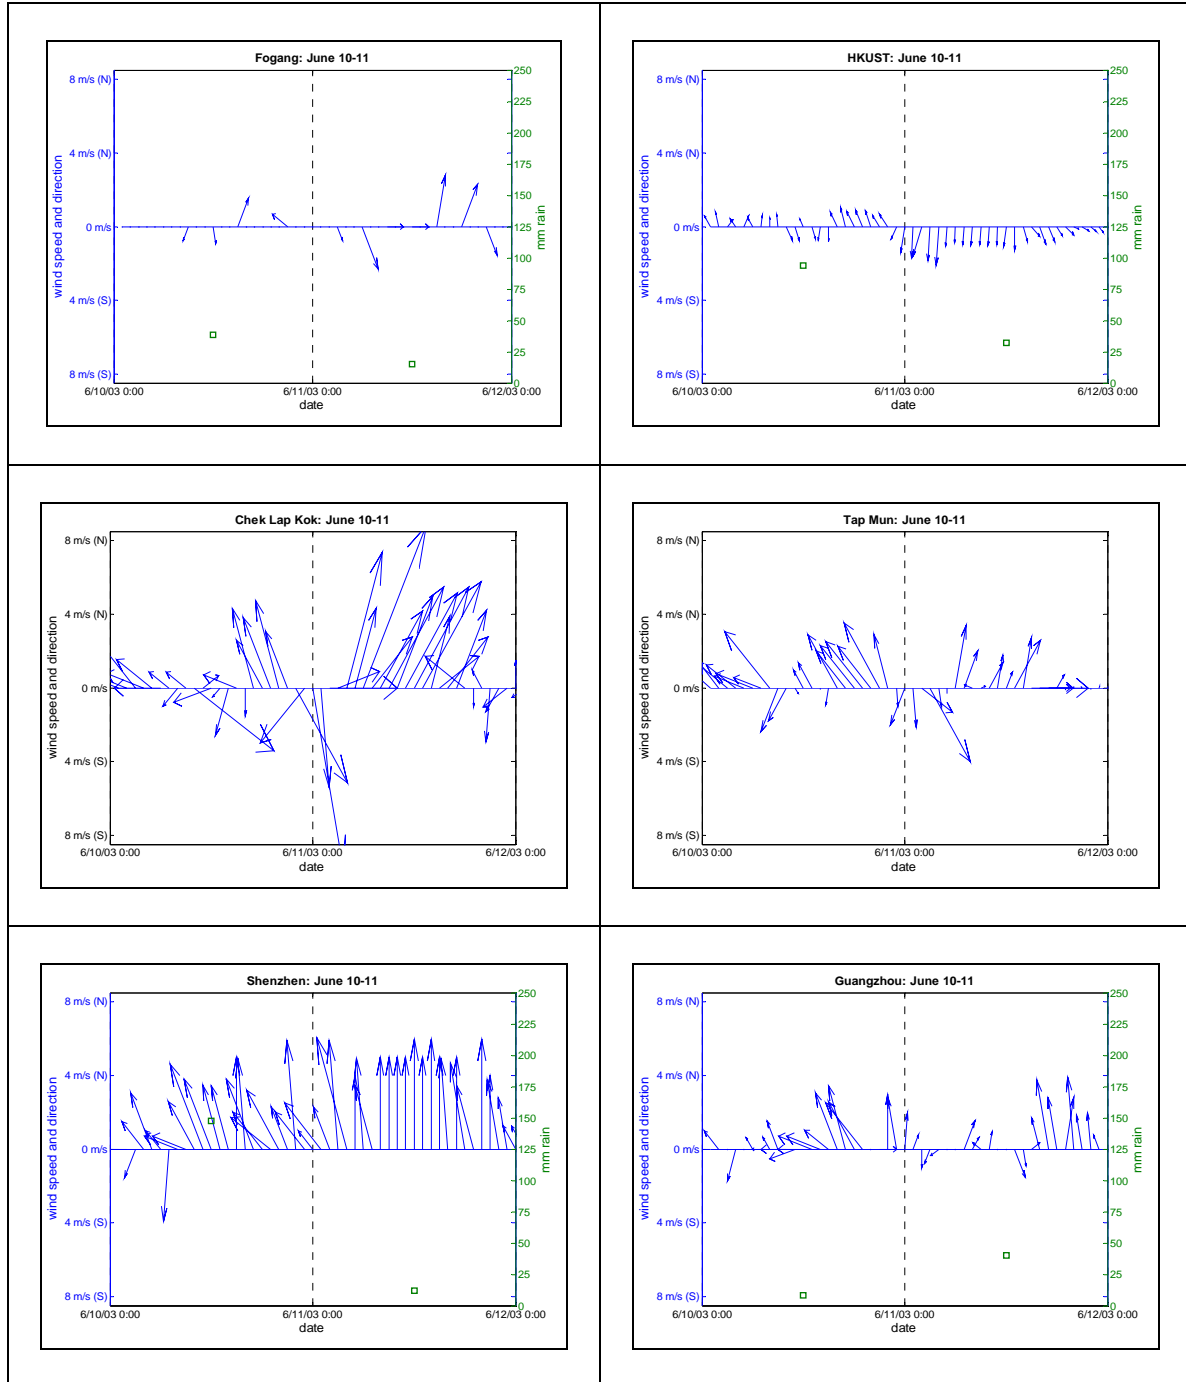 Fogang: June 10-11
8 m/s (N)
4 m/s (N)
0 m/s
4 m/s (S)
8 m/s (S)
wind speed and direction
250
225
200
175
150
125
100
75
50
25
0
mm rain
6/10/03 0:00
6/11/03 0:00
6/12/03 0:00
date
HKUST: June 10-11
8 m/s (N)
4 m/s (N)
0 m/s
4 m/s (S)
8 m/s (S)
wind speed and direction
250
225
200
175
150
125
100
75
50
25
0
mm rain
6/10/03 0:00
6/11/03 0:00
6/12/03 0:00
date
Chek Lap Kok: June 10-11
8 m/s (N)
4 m/s (N)
0 m/s
4 m/s (S)
8 m/s (S)
wind speed and direction
6/10/03 0:00
6/11/03 0:00
6/12/03 0:00
date
Tap Mun: June 10-11
8 m/s (N)
4 m/s (N)
0 m/s
4 m/s (S)
8 m/s (S)
wind speed and direction
6/10/03 0:00
6/11/03 0:00
6/12/03 0:00
date
Shenzhen: June 10-11
8 m/s (N)
4 m/s (N)
0 m/s
4 m/s (S)
8 m/s (S)
wind speed and direction
250
225
200
175
150
125
100
75
50
25
0
mm rain
6/10/03 0:00
6/11/03 0:00
6/12/03 0:00
date
Guangzhou: June 10-11
8 m/s (N)
4 m/s (N)
0 m/s
4 m/s (S)
8 m/s (S)
wind speed and direction
250
225
200
175
150
125
100
75
50
25
0
mm rain
6/10/03 0:00
6/11/03 0:00
6/12/03 0:00
date